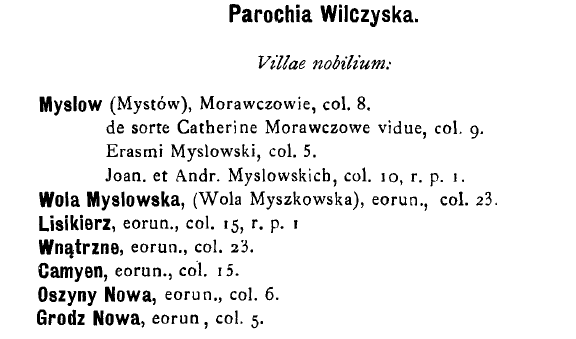 Parochia Wilczyska.
Villae nobilium:
Myslow (Mystów), Morawczowie, col. 8.
de sorte Catherine Morawczowe vidue, col. 9.
Erasmi Myslowski, col. 5.
Joan. et Andr. Myslowskich, col. 10, r. p. 1.
Wola Myslowska, (Wola Myszkowska), eorun., col. 23.
Lisikierz, eorun., col. 15, r. p. 1
Wnątrzne, eorun., col. 23.
Camyen, eorun., col. 15.
Oszyny Nowa, eorun., col. 6.
Grodz Nowa, eorun, col. 5.